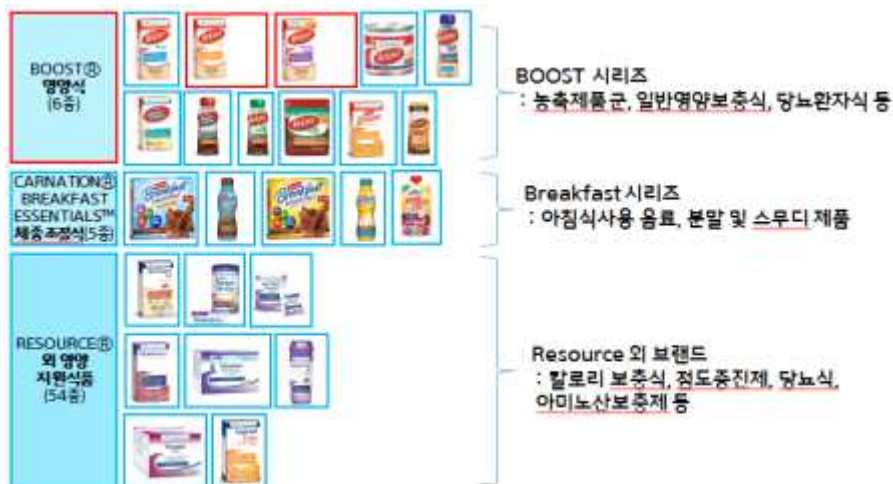 BOOST®
영양식
(6종)
BOOST 시리즈
: 농축제품군, 일반영양보충식, 당뇨환자식 등
CARNATION®
BREAKFAST
ESSENTIALS™
체중조절식(5종)
Breakfast 시리즈
: 아침식사용 음료, 분말 및 스무디 제품
RESOURCE®
외 영양
지원식품
(54종)
Resource 외 브랜드
: 칼로리 보충식, 점도증진제, 당뇨식,
아미노산보충제 등